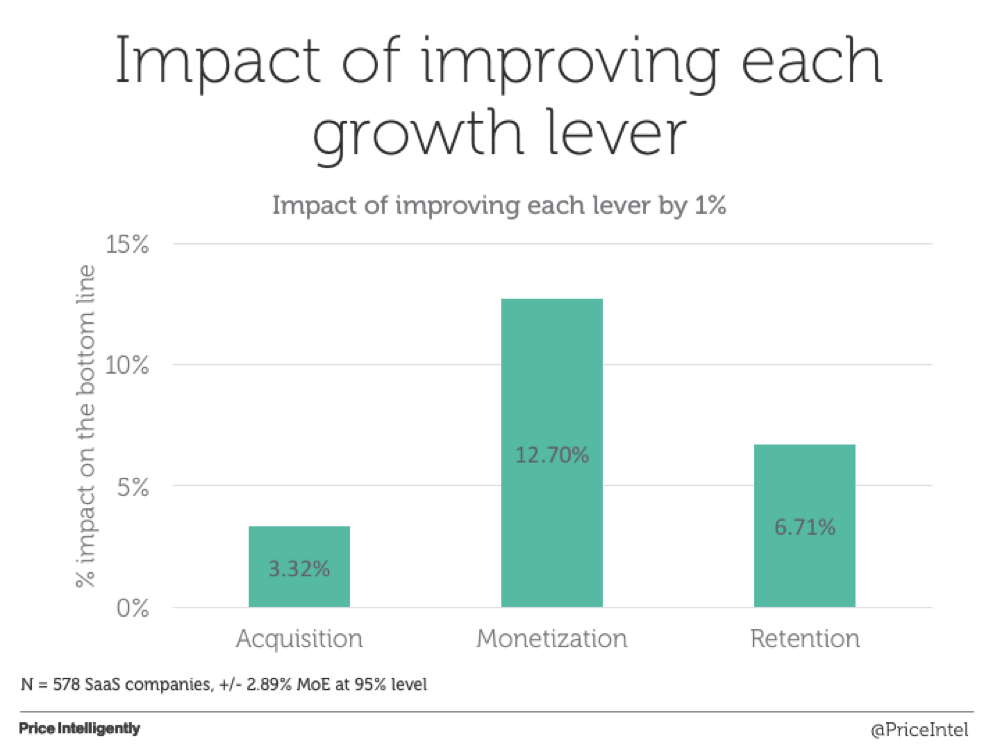 Impact of improving each
growth lever
Impact of improving each lever by 1%
% impact on the bottom line
15%
10%
5%
0%
3.32%
12.70%
6.71%
Acquisition
Monetization
Retention
N = 578 SaaS companies, +/- 2.89% MoE at 95% level
Price Intelligently
@PriceIntel